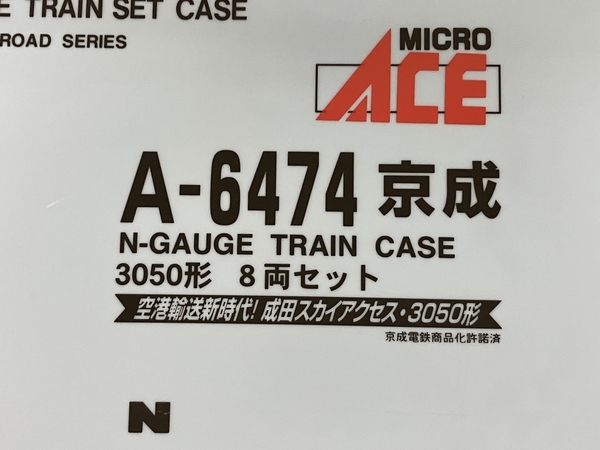 E TRAIN SET CASE
ROAD SERIES
MICRO
ACE
A-6474 京成
N-GAUGE TRAIN CASE
3050形 8両セット
空港輸送新時代!成田スカイアクセス・3050形
京成電鉄商品化許諾済
N